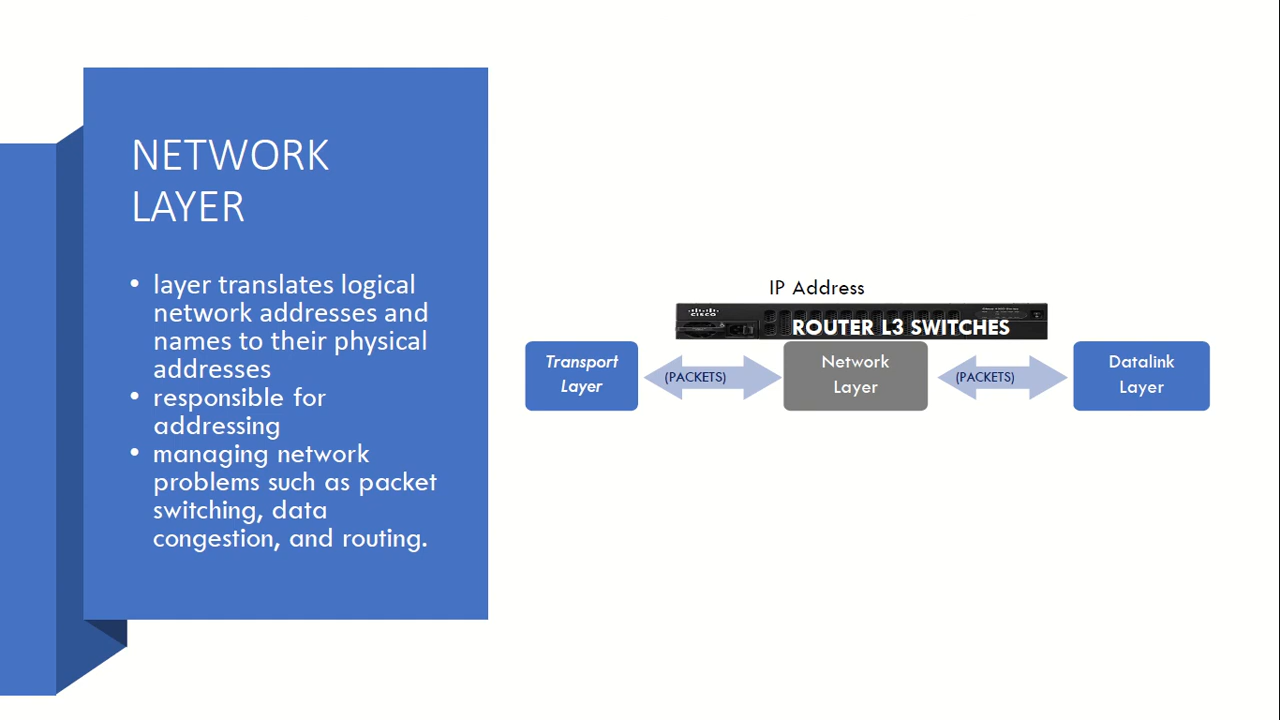 NETWORK
LAYER
• layer translates logical
network addresses and
names to their physical
addresses
• responsible for
addressing
• managing network
problems such as packet
switching, data
congestion, and routing.
IP Address
CISCO
ROUTER L3 SWITCHES
Transport
Layer
(PACKETS)
Network
Layer
(PACKETS)
Datalink
Layer